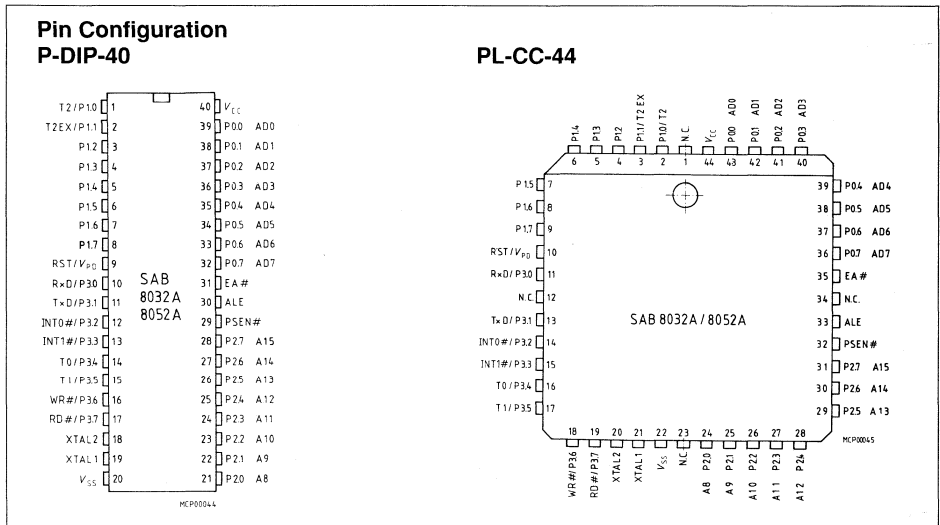 Pin Configuration
P-DIP-40
PL-CC-44
T2/P1.0 1 40 VCC
T2EX/P1.1 2 39 P0.0 AD0
P1.2 3 38 P0.1 AD1
P1.3 4 37 P0.2 AD2
P1.4 5 36 P0.3 AD3
P1.5 6 35 P0.4 AD4
P1.6 7 34 P0.5 AD5
P1.7 8 33 P0.6 AD6
RST/VPD 9 32 P0.7 AD7
RxD/P3.0 10 31 EA#
TxD/P3.1 11 30 ALE
INT0#/P3.2 12 29 PSEN#
INT1#/P3.3 13 28 P2.7 A15
T0/P3.4 14 27 P2.6 A14
T1/P3.5 15 26 P2.5 A13
WR#/P3.6 16 25 P2.4 A12
RD#/P3.7 17 24 P2.3 A11
XTAL2 18 23 P2.2 A10
XTAL1 19 22 P2.1 A9
VSS 20 21 P2.0 A8
SAB
8032A
8052A
MCP00044
P1.4 P1.3 P1.2 P1.1/T2EX P1.0/T2 N.C. VCC P0.0 AD0 P0.1 AD1 P0.2 AD2 P0.3 AD3
6 5 4 3 2 1 44 43 42 41 40
P1.5 7 39 P0.4 AD4
P1.6 8 38 P0.5 AD5
P1.7 9 37 P0.6 AD6
RST/VPD 10 36 P0.7 AD7
RxD/P3.0 11 35 EA#
N.C. 12 34 N.C.
TxD/P3.1 13 33 ALE
INT0#/P3.2 14 32 PSEN#
INT1#/P3.3 15 31 P2.7 A15
T0/P3.4 16 30 P2.6 A14
T1/P3.5 17 29 P2.5 A13
SAB 8032A / 8052A
18 19 20 21 22 23 24 25 26 27 28
WR#/P3.6 RD#/P3.7 XTAL2 XTAL1 VSS N.C. A8 P2.0 A9 P2.1 A10 P2.2 A11 P2.3 A12 P2.4
MCP00045